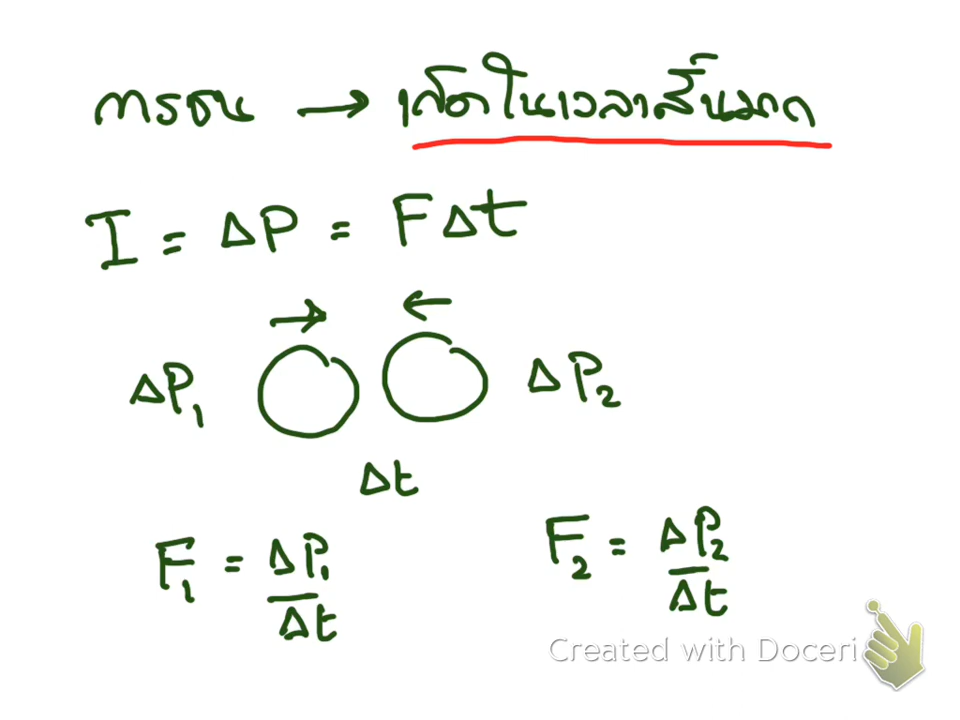 การชน → เกิดในเวลาสั้นมาก
I = ΔP = FΔt
→ ←
ΔP₁ ΔP₂
Δt
F₁ = ΔP₁/Δt F₂ = ΔP₂/Δt
Created with Doceri